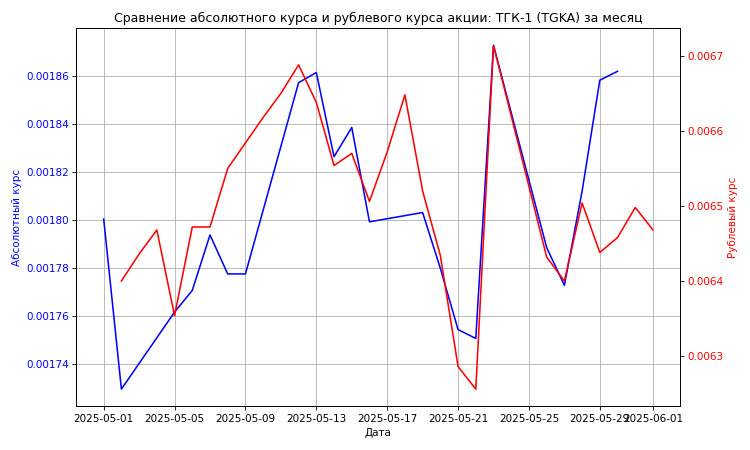 Сравнение абсолютного курса и рублевого курса акции: ТГК-1 (TGKA) за месяц
Абсолютный курс
0.00186
0.00184
0.00182
0.00180
0.00178
0.00176
0.00174
0.0067
0.0066
0.0065
0.0064
0.0063
Рублевый курс
2025-05-01 2025-05-05 2025-05-09 2025-05-13 2025-05-17 2025-05-21 2025-05-25 2025-05-29 2025-06-01
Дата